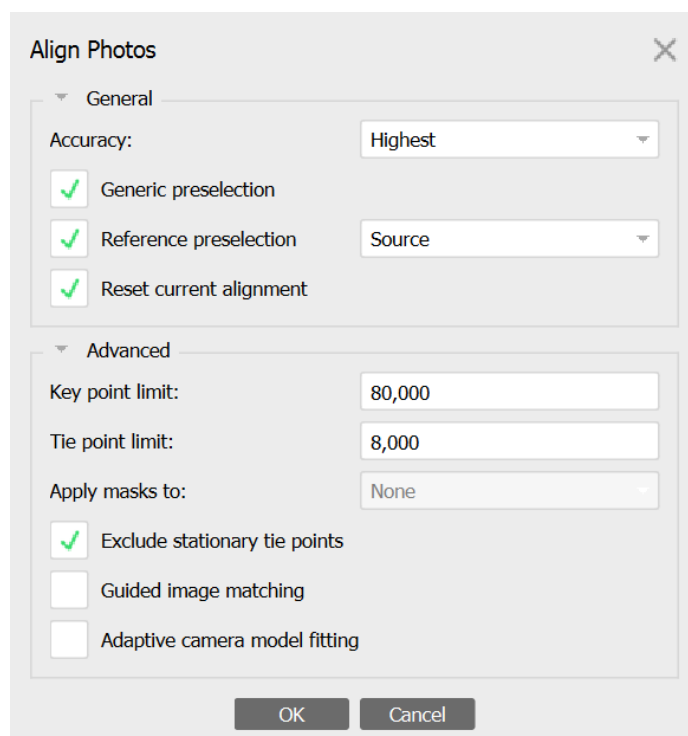 Align Photos
General
Accuracy: Highest
Generic preselection
Reference preselection Source
Reset current alignment
Advanced
Key point limit: 80,000
Tie point limit: 8,000
Apply masks to: None
Exclude stationary tie points
Guided image matching
Adaptive camera model fitting
OK Cancel